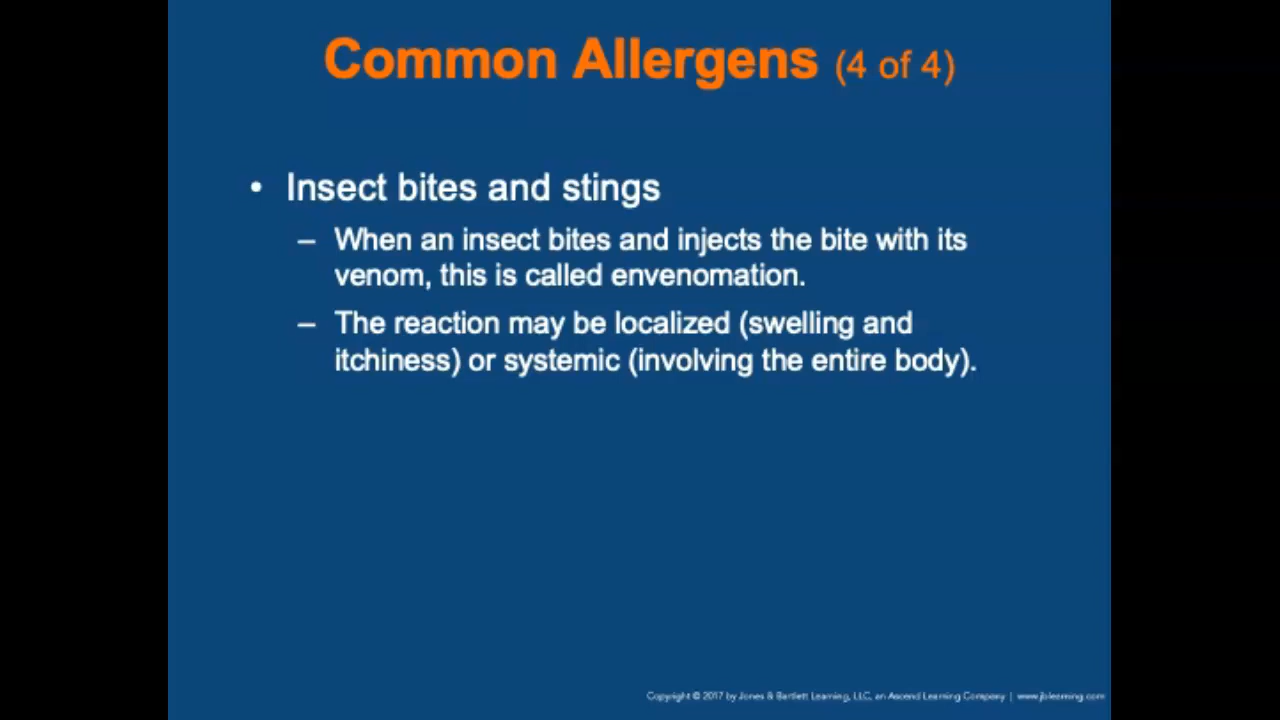 Common Allergens (4 of 4)
• Insect bites and stings
– When an insect bites and injects the bite with its
venom, this is called envenomation.
– The reaction may be localized (swelling and
itchiness) or systemic (involving the entire body).
Copyright © 2017 by Jones & Bartlett Learning, LLC, an Ascend Learning Company | www.jblearning.com